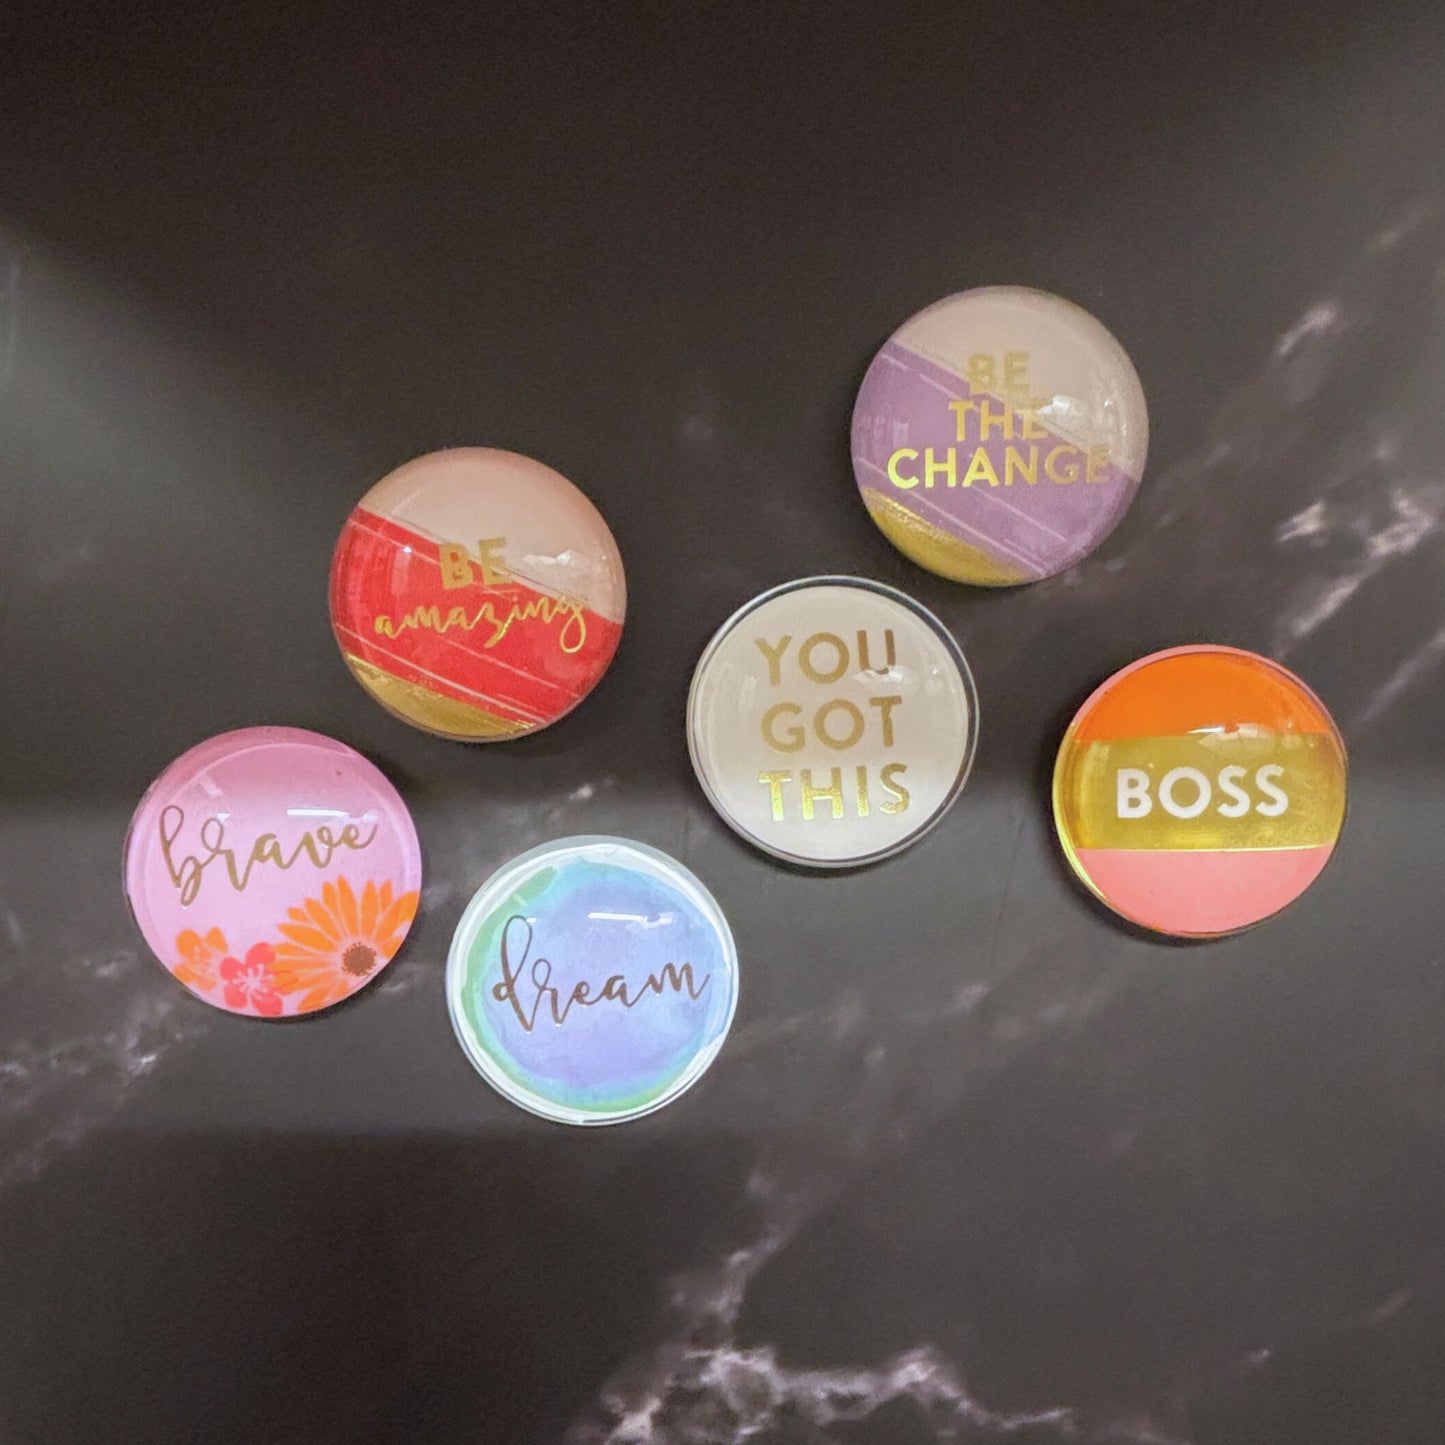 BE
THE
CHANGE
BE
amazing
YOU
GOT
THIS
BOSS
brave
dream